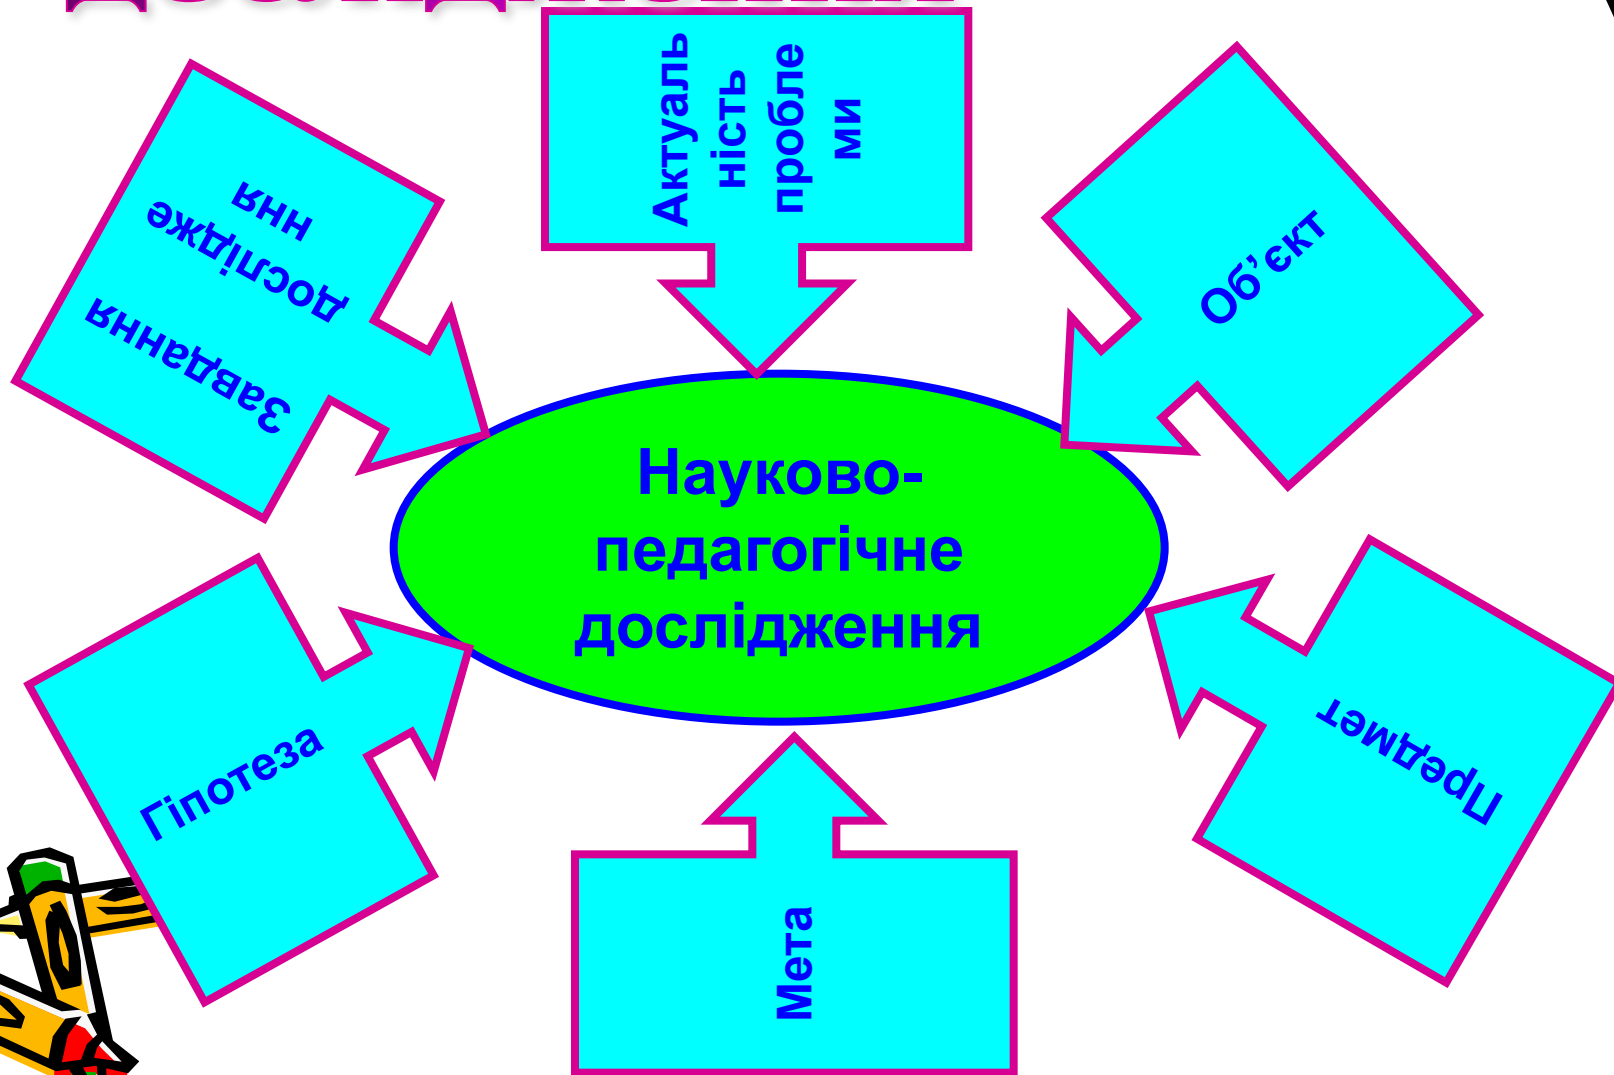 Актуаль
ність
пробле
ми
Об’єкт
Завдання
дослідже
ння
Науково-
педагогічне
дослідження
Гіпотеза
Предмет
Мета